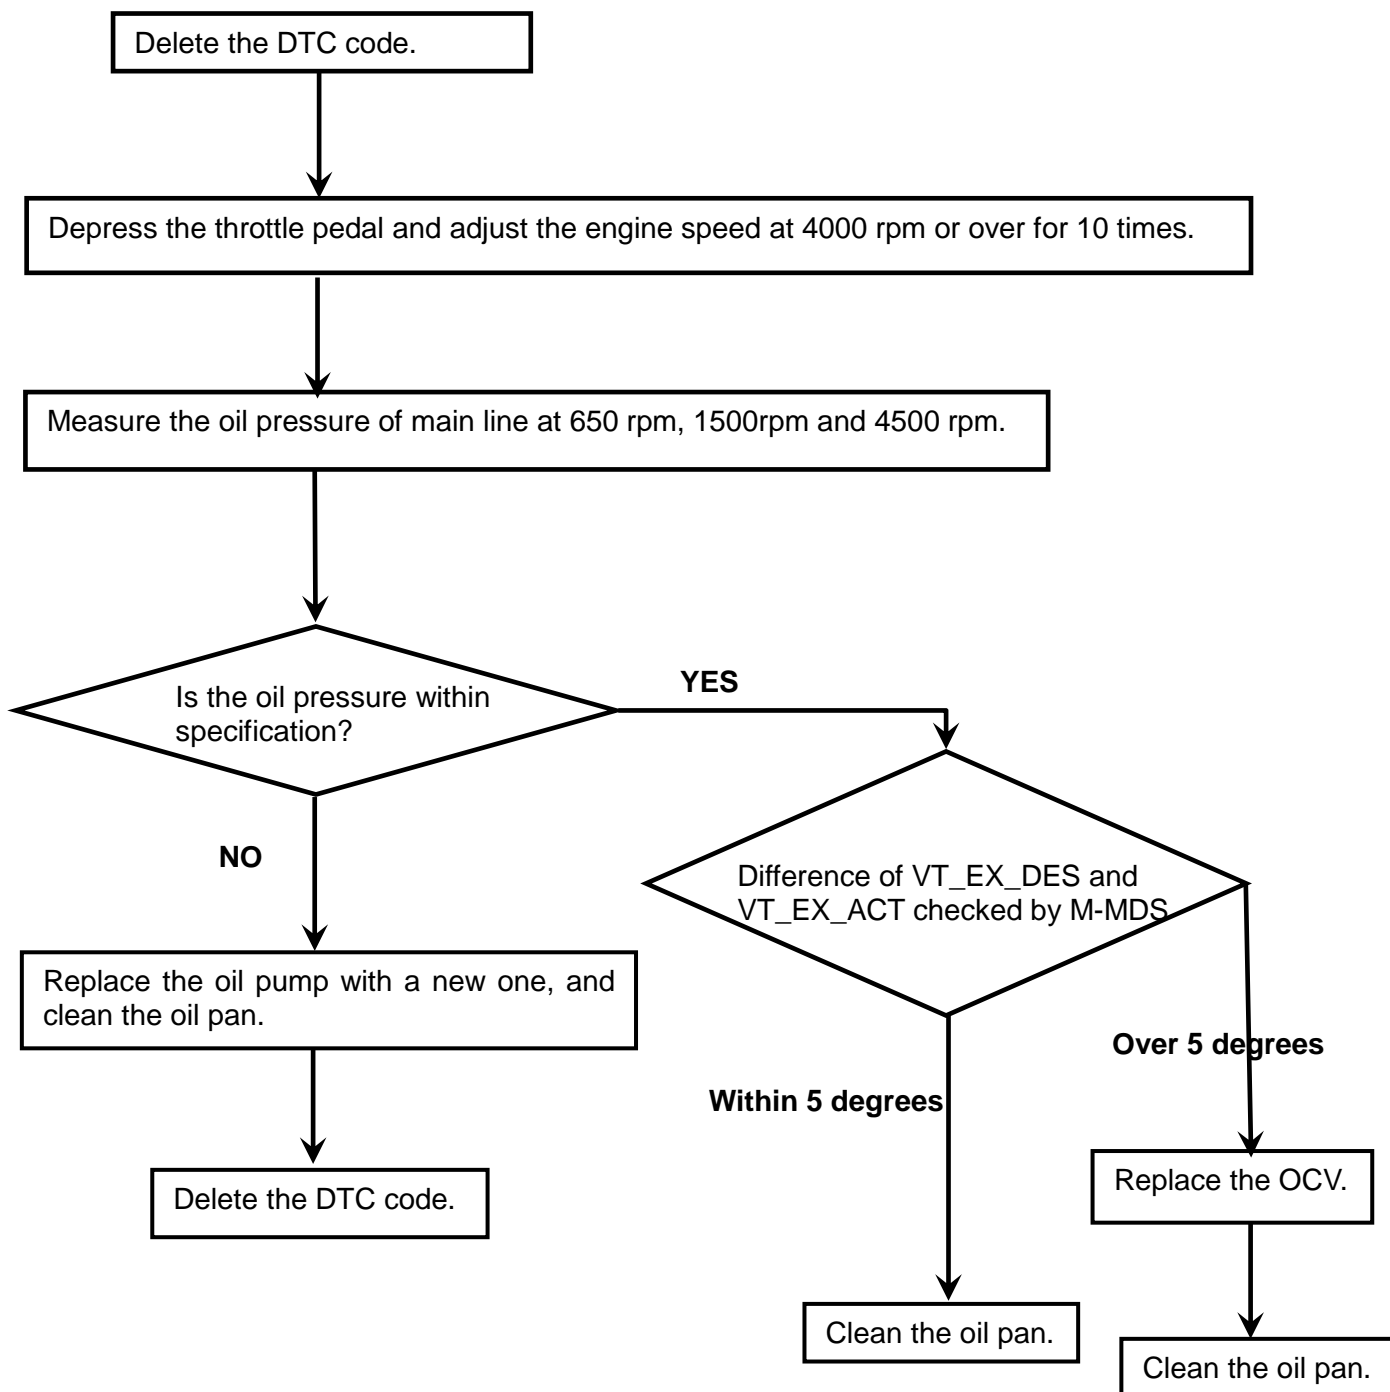 Delete the DTC code.
Depress the throttle pedal and adjust the engine speed at 4000 rpm or over for 10 times.
Measure the oil pressure of main line at 650 rpm, 1500rpm and 4500 rpm.
Is the oil pressure within
specification?
YES
NO
Difference of VT_EX_DES and
VT_EX_ACT checked by M-MDS
Replace the oil pump with a new one, and
clean the oil pan.
Over 5 degrees
Within 5 degrees
Delete the DTC code.
Replace the OCV.
Clean the oil pan.
Clean the oil pan.